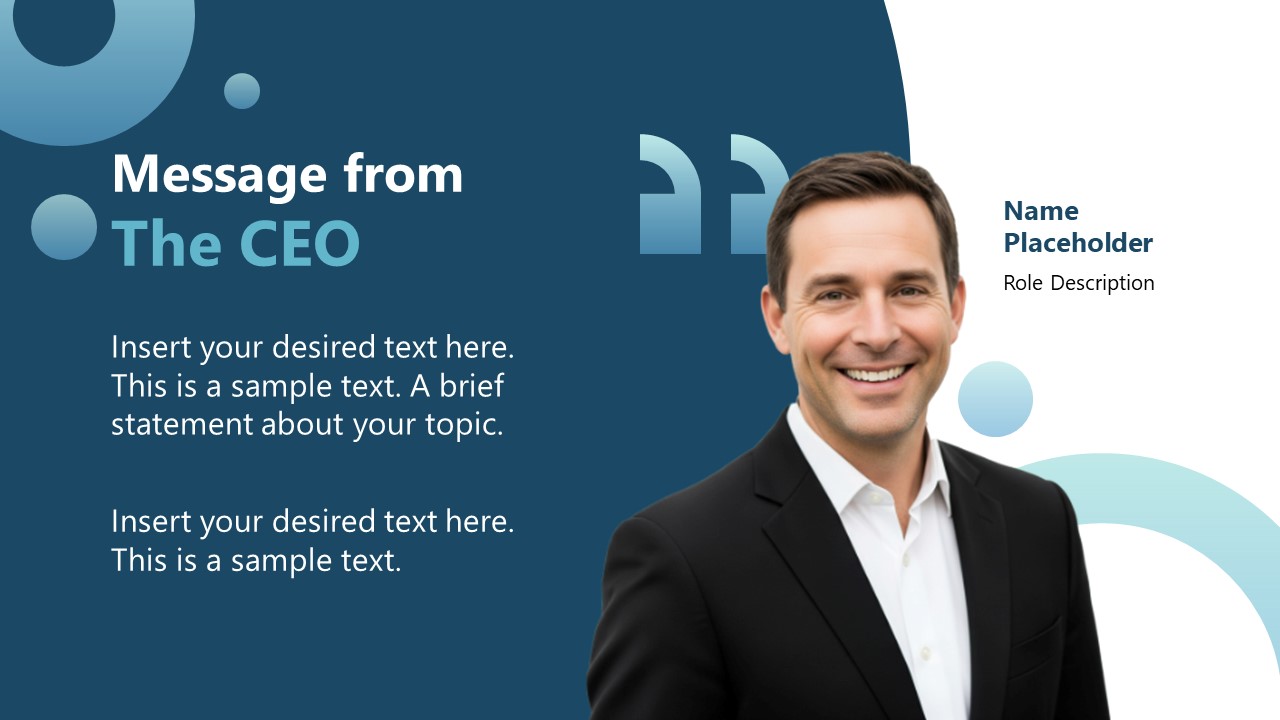 Message from
The CEO
Insert your desired text here.
This is a sample text. A brief
statement about your topic.
Insert your desired text here.
This is a sample text.
Name
Placeholder
Role Description